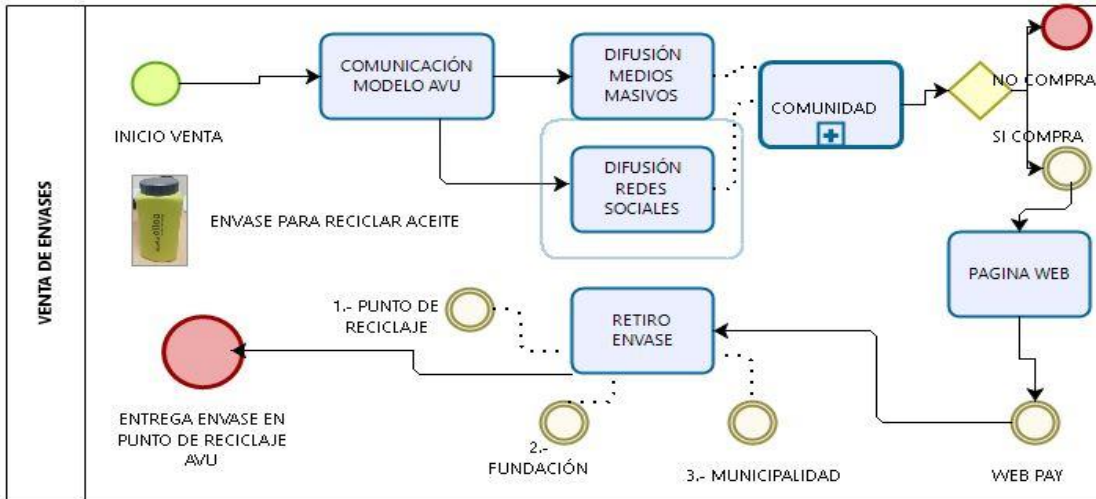 VENTA DE ENVASES
INICIO VENTA
COMUNICACIÓN
MODELO AVU
DIFUSIÓN
MEDIOS
MASIVOS
DIFUSIÓN
REDES
SOCIALES
COMUNIDAD
NO COMPRA
SI COMPRA
ENVASE PARA RECICLAR ACEITE
PAGINA WEB
1.- PUNTO DE
RECICLAJE
RETIRO
ENVASE
ENTREGA ENVASE EN
PUNTO DE RECICLAJE
AVU
2.-
FUNDACIÓN
3.- MUNICIPALIDAD
WEB PAY